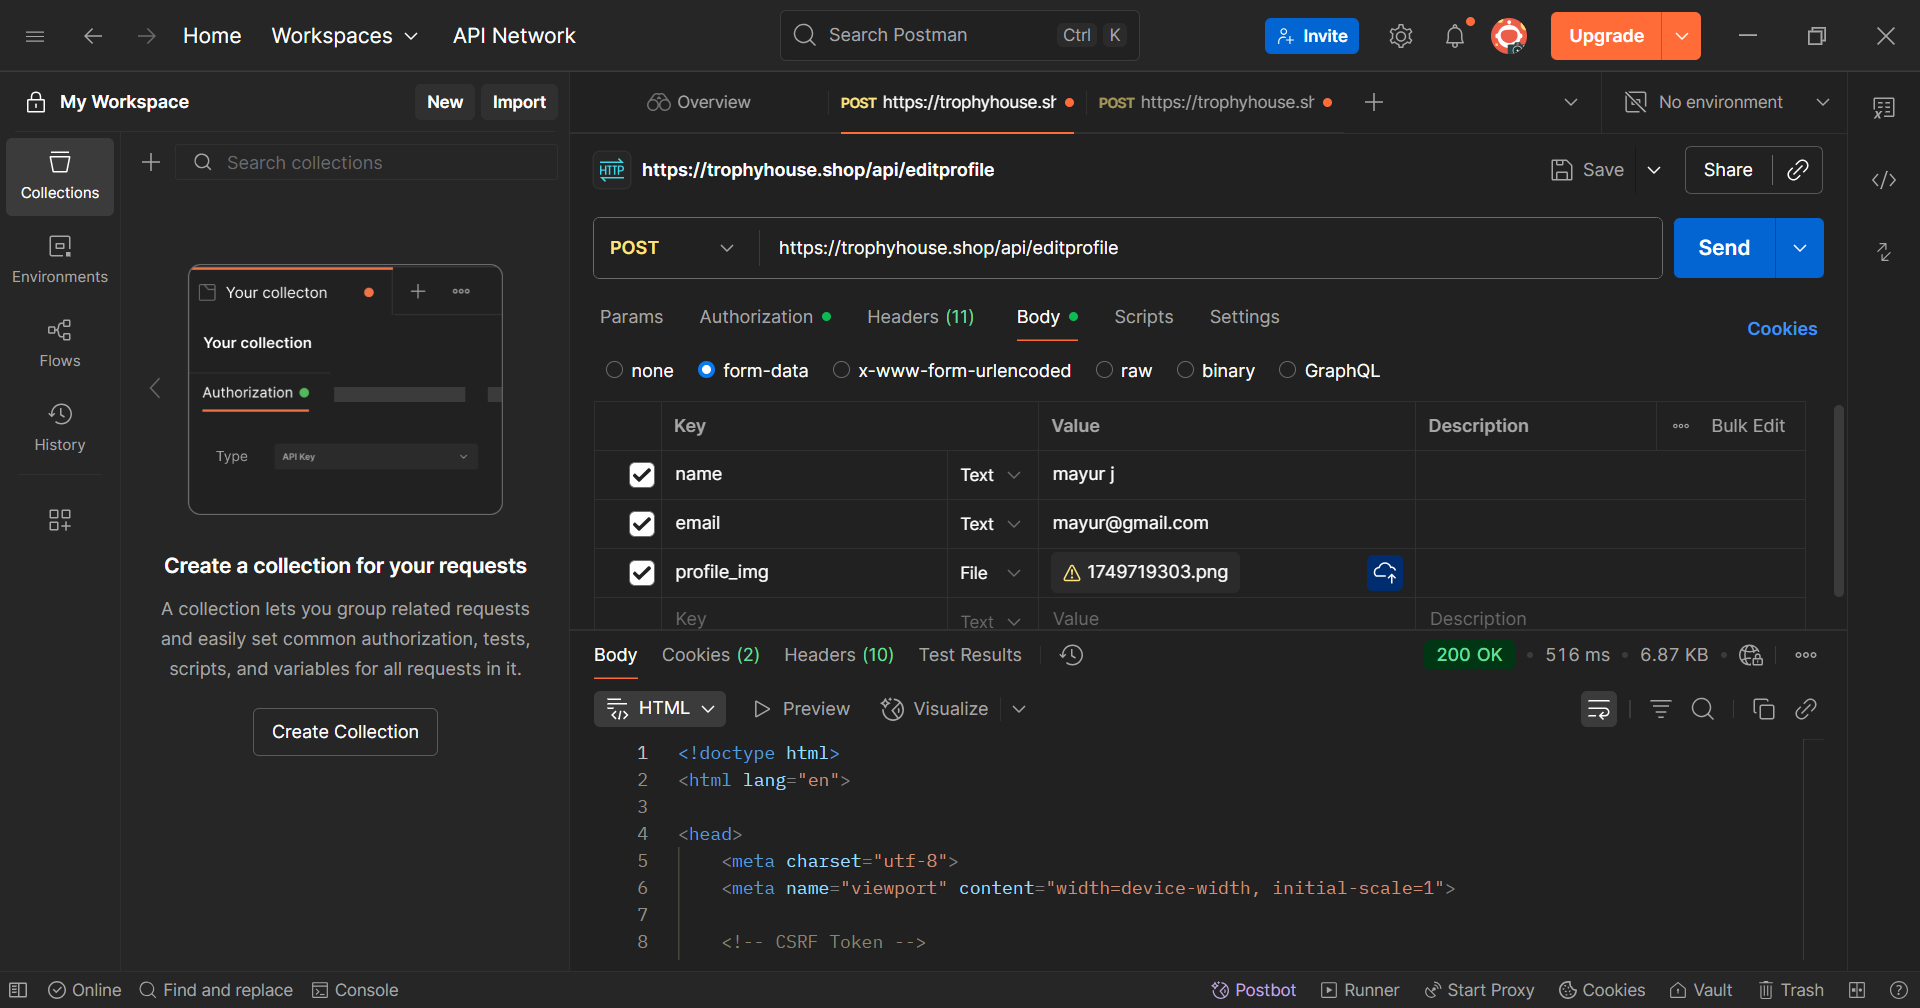 Home Workspaces API Network
Search Postman Ctrl K
Invite Upgrade
My Workspace New Import
Collections
Environments
Flows
History
Search collections
Your collecton
Your collection
Authorization
Type API Key
Create a collection for your requests
A collection lets you group related requests
and easily set common authorization, tests,
scripts, and variables for all requests in it.
Create Collection
Overview POST https://trophyhouse.sh POST https://trophyhouse.sh No environment
HTTP https://trophyhouse.shop/api/editprofile Save Share
POST https://trophyhouse.shop/api/editprofile Send
Params Authorization Headers (11) Body Scripts Settings Cookies
none form-data x-www-form-urlencoded raw binary GraphQL
Key Value Description Bulk Edit
name Text mayur j
email Text mayur@gmail.com
profile_img File 1749719303.png
Key Text Value Description
Body Cookies (2) Headers (10) Test Results 200 OK 516 ms 6.87 KB
HTML Preview Visualize
1 <!doctype html>
2 <html lang="en">
3
4 <head>
5 <meta charset="utf-8">
6 <meta name="viewport" content="width=device-width, initial-scale=1">
7
8 <!-- CSRF Token -->
Online Find and replace Console Postbot Runner Start Proxy Cookies Vault Trash